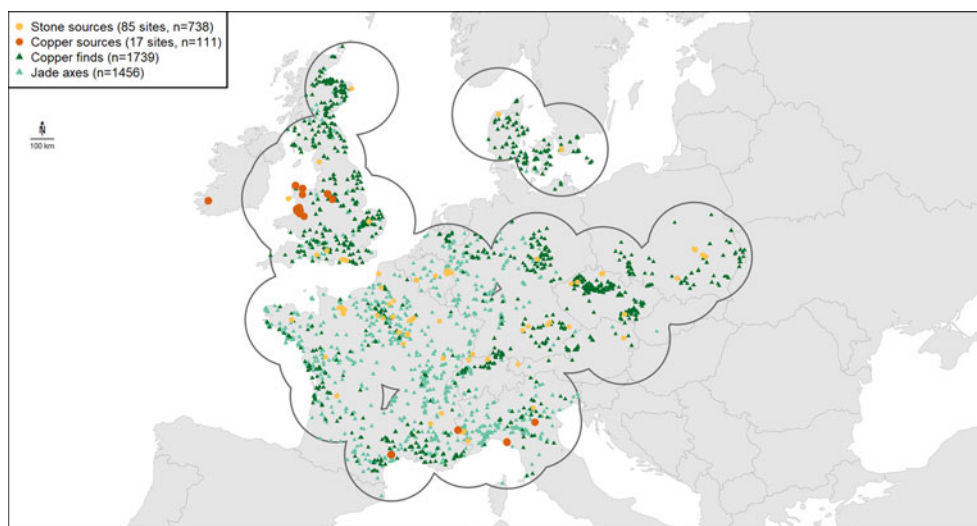 Stone sources (85 sites, n=738)
Copper sources (17 sites, n=111)
Copper finds (n=1739)
Jade axes (n=1456)
N
100 km